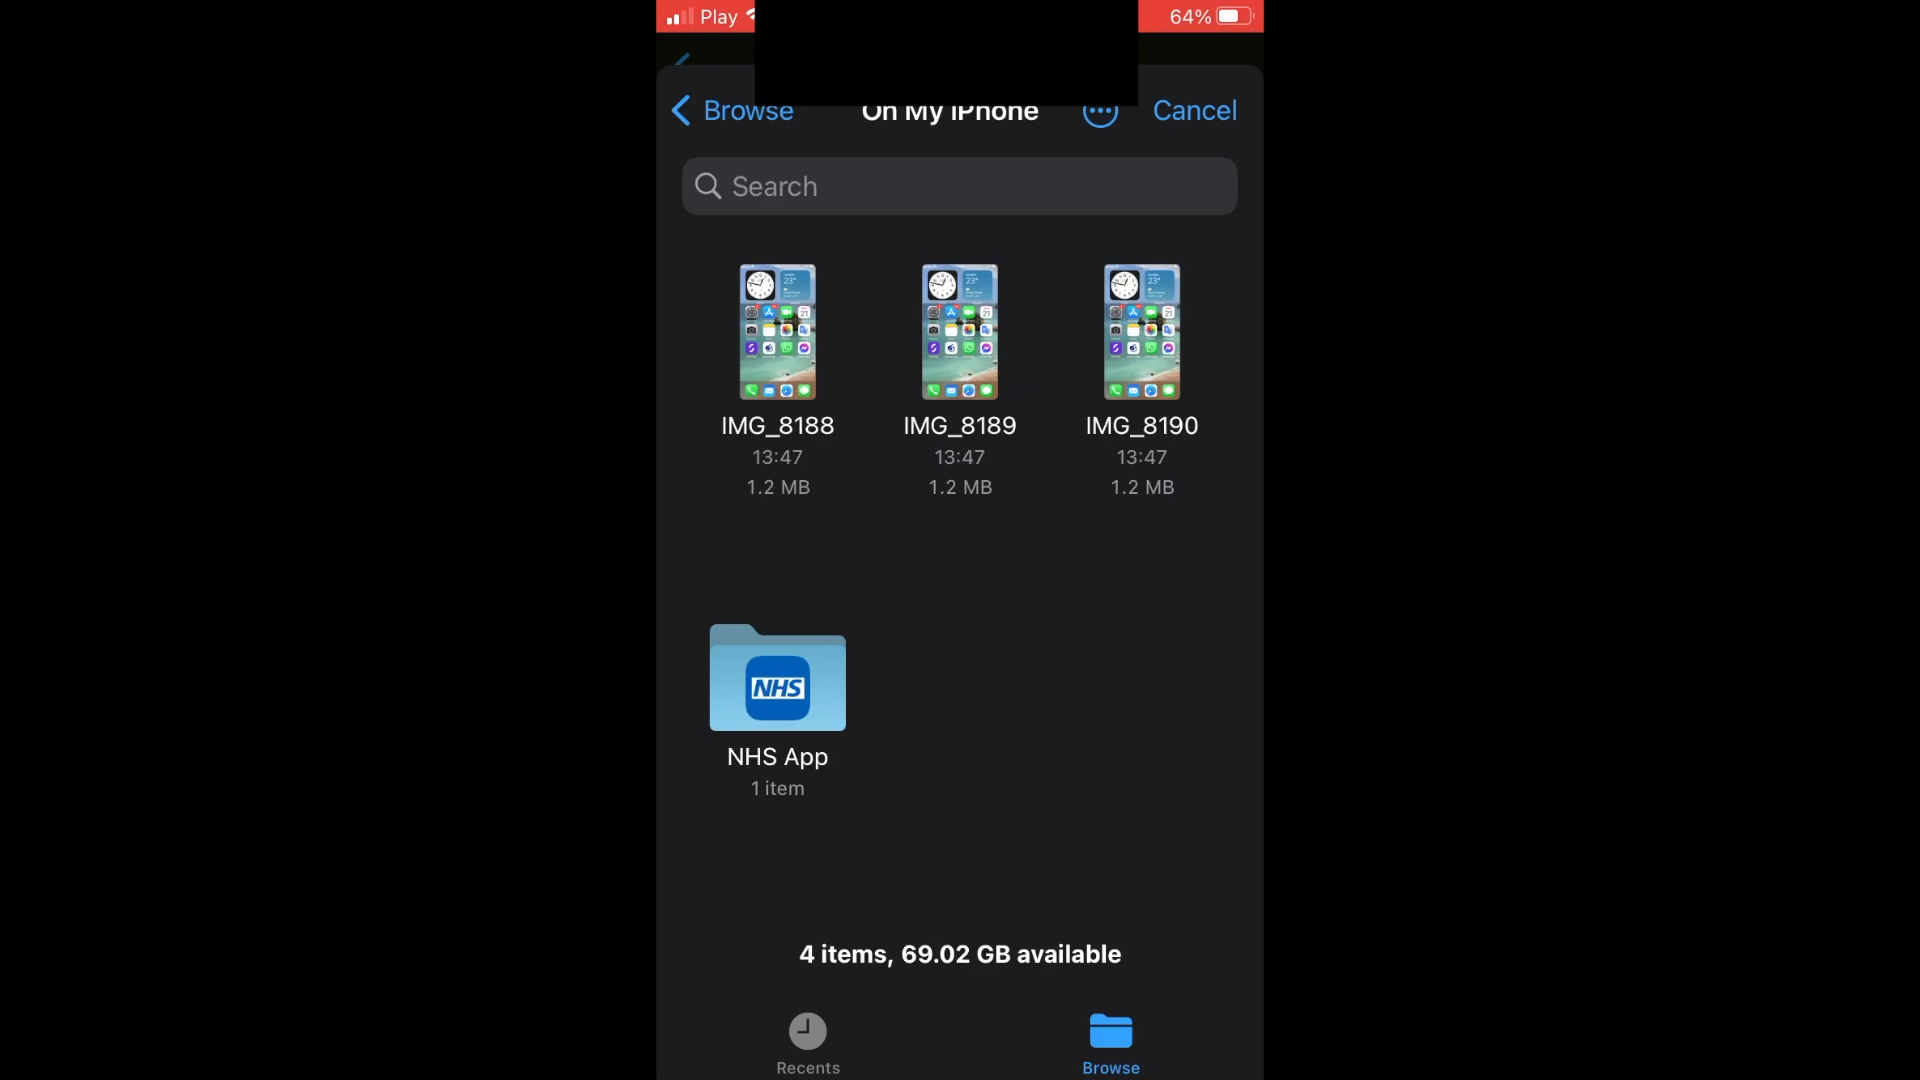 Play 64%
Browse On My iPhone Cancel
Search
IMG_8188 IMG_8189 IMG_8190
13:47 13:47 13:47
1.2 MB 1.2 MB 1.2 MB
NHS
NHS App
1 item
4 items, 69.02 GB available
Recents Browse